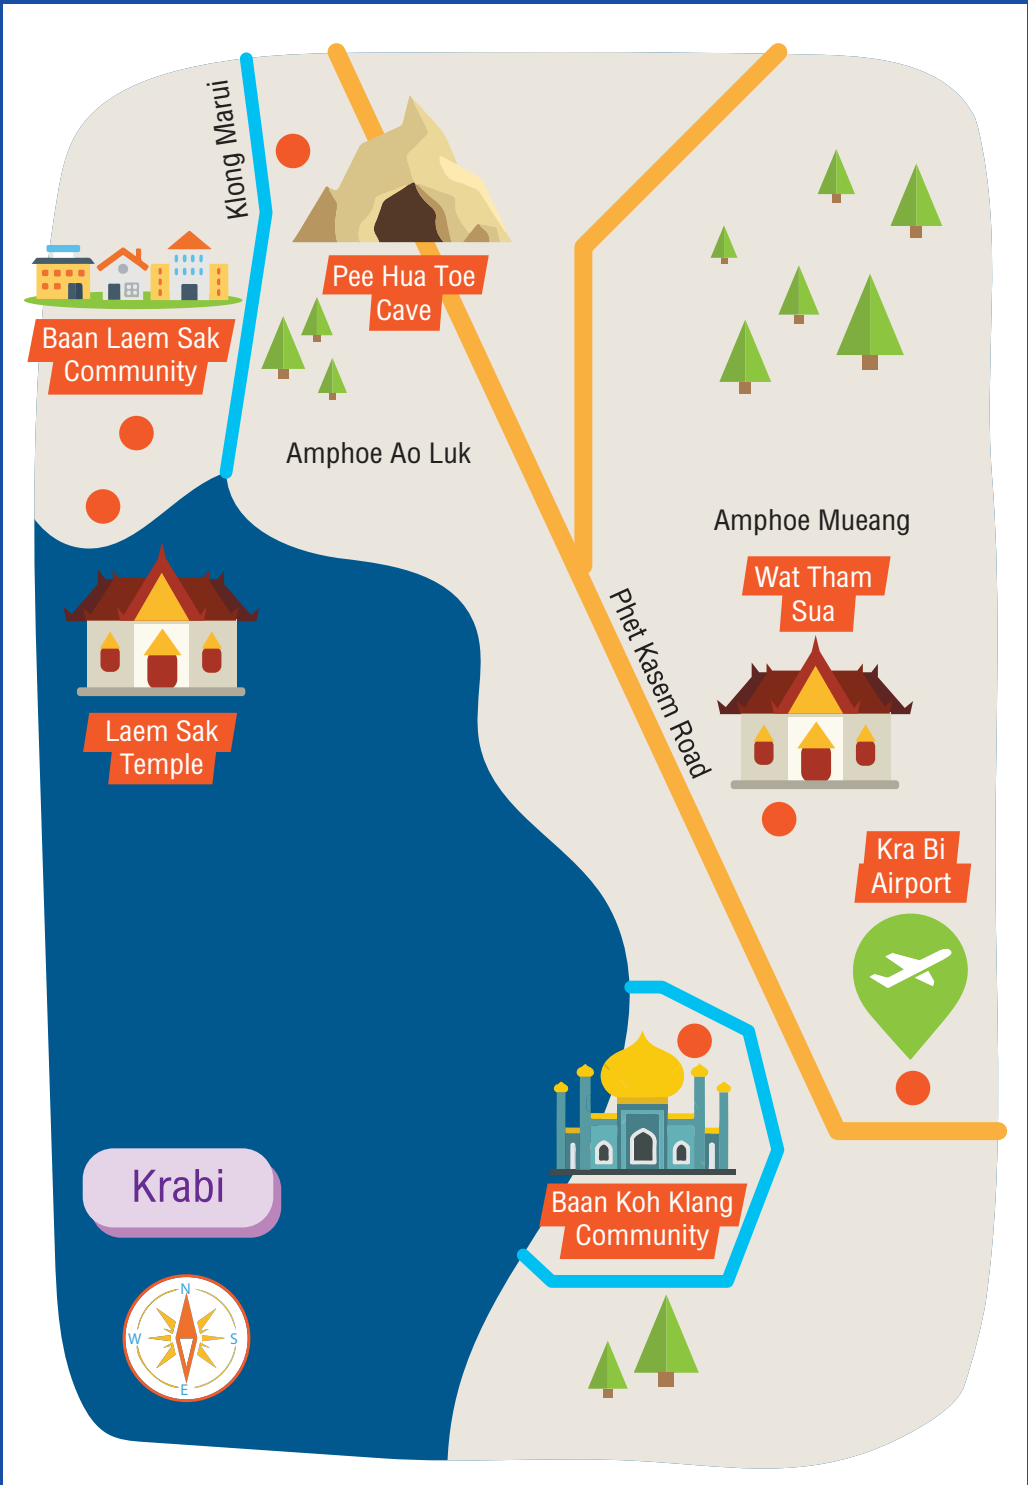 Klong Marui
Pee Hua Toe
Cave
Baan Laem Sak
Community
Amphoe Ao Luk
Amphoe Mueang
Wat Tham
Sua
Phet Kasem Road
Laem Sak
Temple
Kra Bi
Airport
Baan Koh Klang
Community
Krabi
N
W
S
E